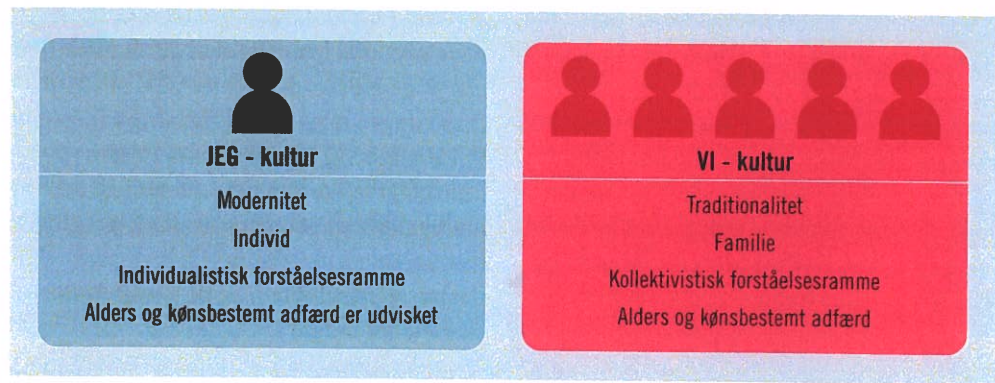 JEG - kultur
Modernitet
Individ
Individualistisk forståelsesramme
Alders og kønsbestemt adfærd er udvisket
VI - kultur
Traditionalitet
Familie
Kollektivistisk forståelsesramme
Alders og kønsbestemt adfærd